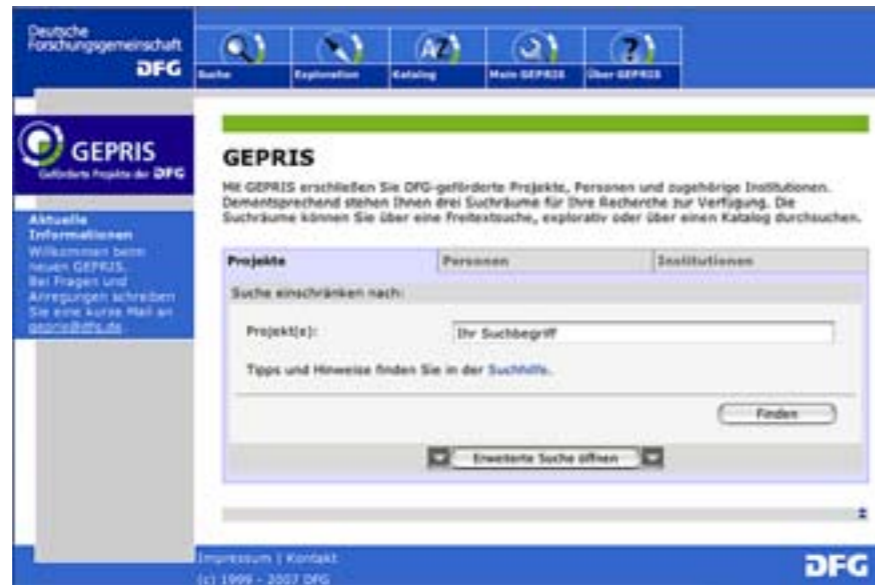 Deutsche
Forschungsgemeinschaft
DFG
Suche
Exploration
AZ
Katalog
Mein GEPRIS
?
Über GEPRIS
GEPRIS
Geförderte Projekte der DFG
Aktuelle
Informationen
Willkommen beim
neuen GEPRIS.
Bei Fragen und
Anregungen schreiben
Sie eine kurze Mail an
gepris@dfg.de
GEPRIS
Mit GEPRIS erschließen Sie DFG-geförderte Projekte, Personen und zugehörige Institutionen.
Dementsprechend stehen Ihnen drei Suchräume für Ihre Recherche zur Verfügung. Die
Suchräume können Sie über eine Freitextsuche, explorativ oder über einen Katalog durchsuchen.
Projekte
Personen
Institutionen
Suche einschränken nach:
Projekt(e):
Ihr Suchbegriff
Tipps und Hinweise finden Sie in der Suchhilfe.
Finden
Erweiterte Suche öffnen
Impressum | Kontakt
(c) 1999 - 2007 DFG
DFG